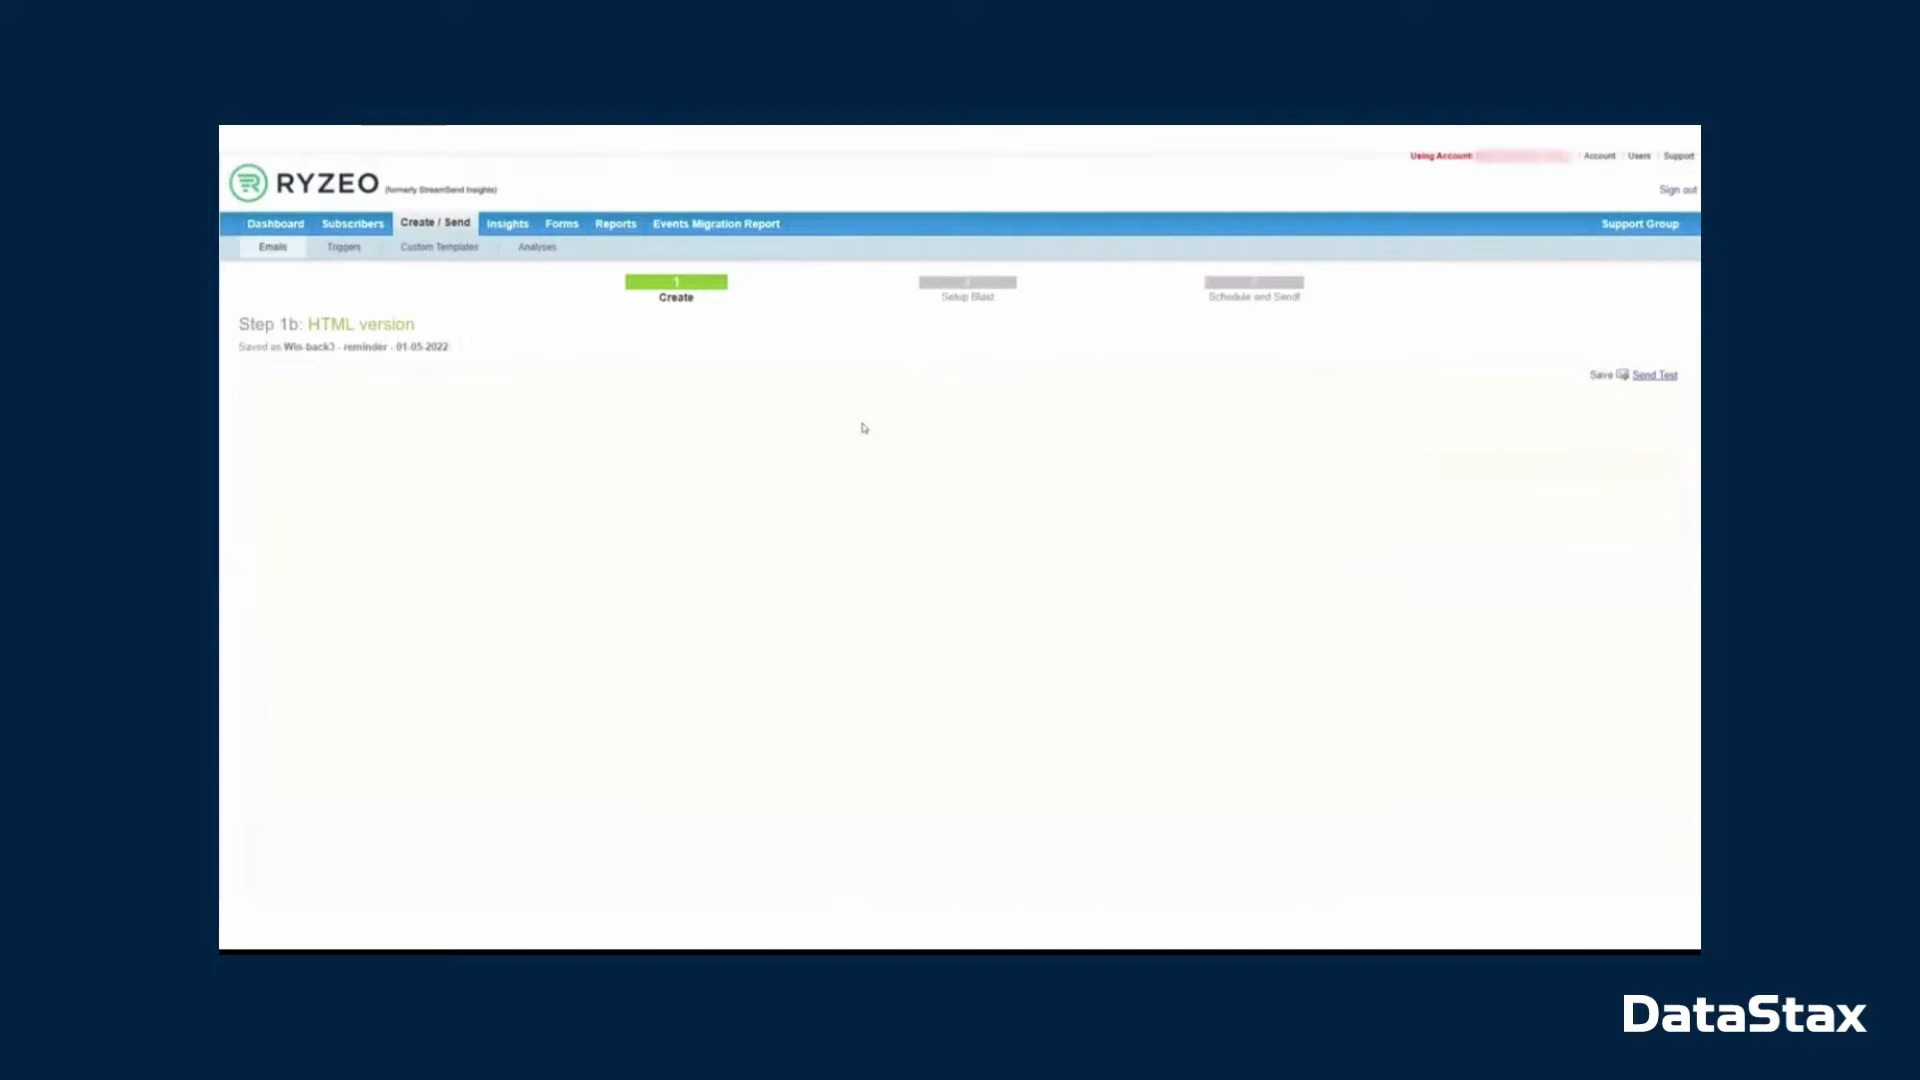 Using Account: Account Users Support
RYZEO (formerly StreamSend Insights)
Sign out
Dashboard Subscribers Create / Send Insights Forms Reports Events Migration Report Support Group
Emails Triggers Custom Templates Analyses
1
Create Setup Blast Schedule and Send!
Step 1b: HTML version
Saved as Win-back3 - reminder - 01-05-2022
Save Send Test
DataStax